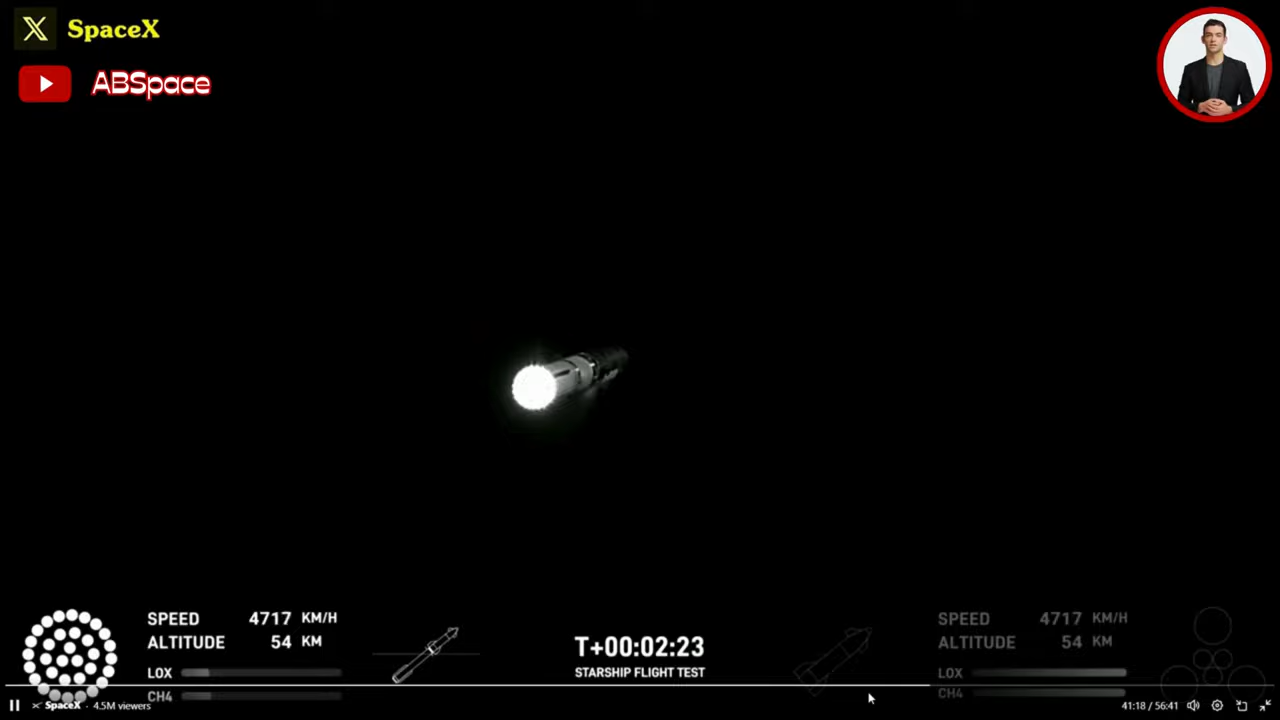 X SpaceX
ABSpace
SPEED 4717 KM/H
ALTITUDE 54 KM
LOX
CH4
T+00:02:23
STARSHIP FLIGHT TEST
SPEED 4717 KM/H
ALTITUDE 54 KM
LOX
CH4
SpaceX · 4.5M viewers
41:18 / 56:41